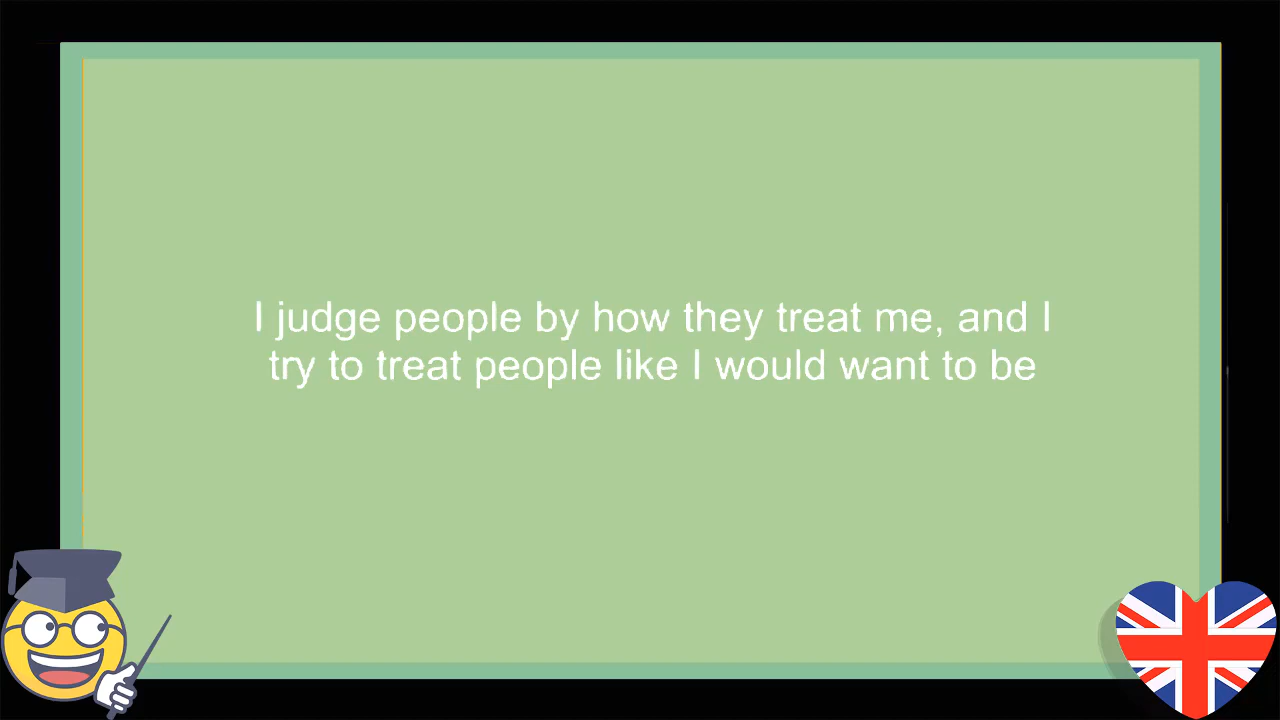 I judge people by how they treat me, and I
try to treat people like I would want to be